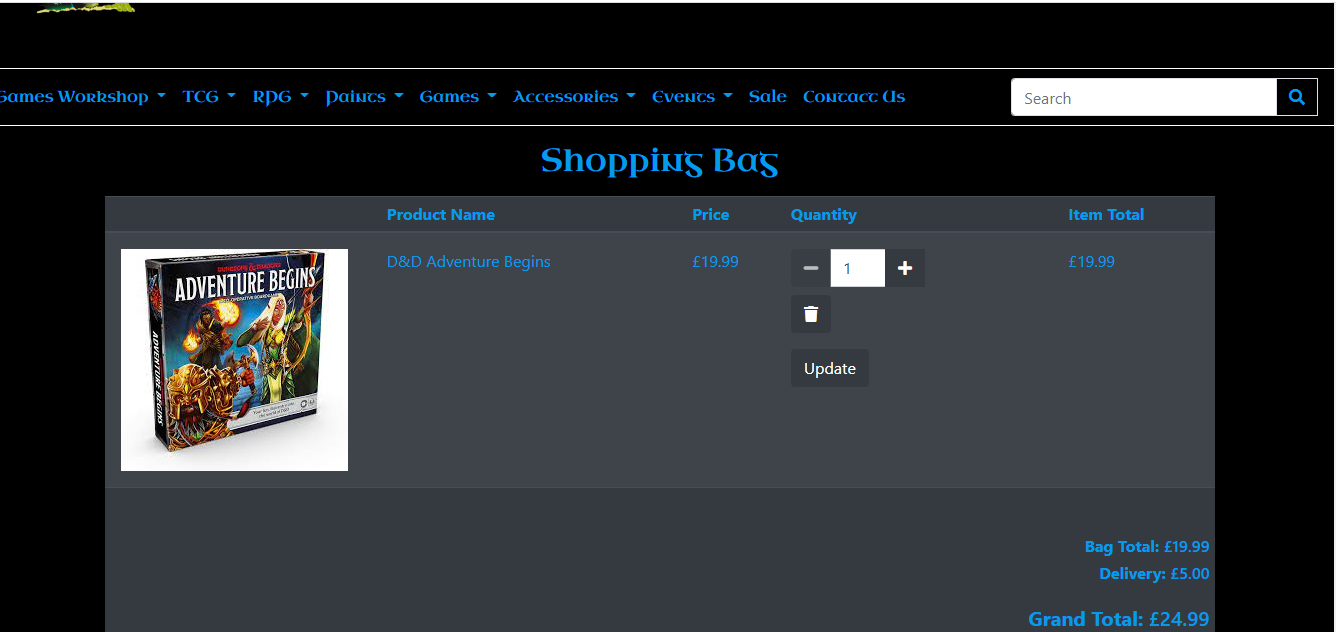 Games Workshop TCG RPG Paints Games Accessories Events Sale Contact Us Search
Shopping Bag
Product Name Price Quantity Item Total
D&D Adventure Begins £19.99 1 £19.99
DUNGEONS & DRAGONS
ADVENTURE BEGINS
ADVENTURE BEGINS
Update
Bag Total: £19.99
Delivery: £5.00
Grand Total: £24.99